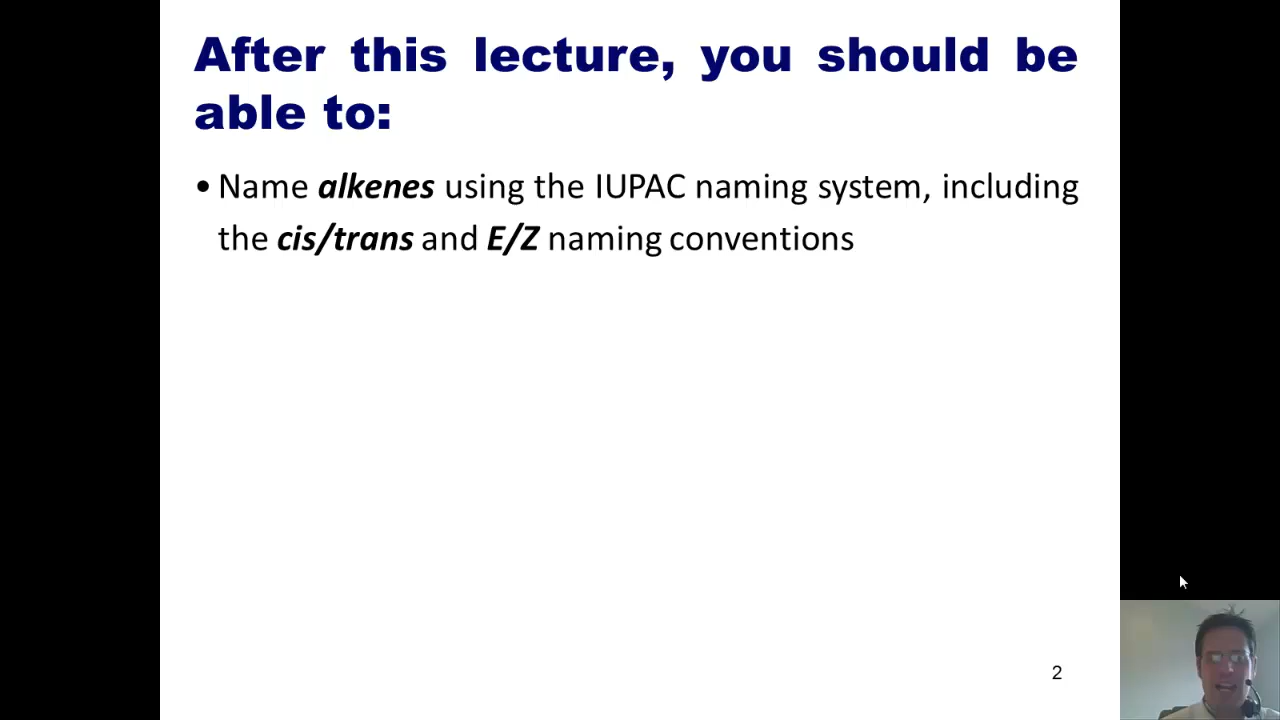 After this lecture, you should be
able to:
• Name alkenes using the IUPAC naming system, including
the cis/trans and E/Z naming conventions
2